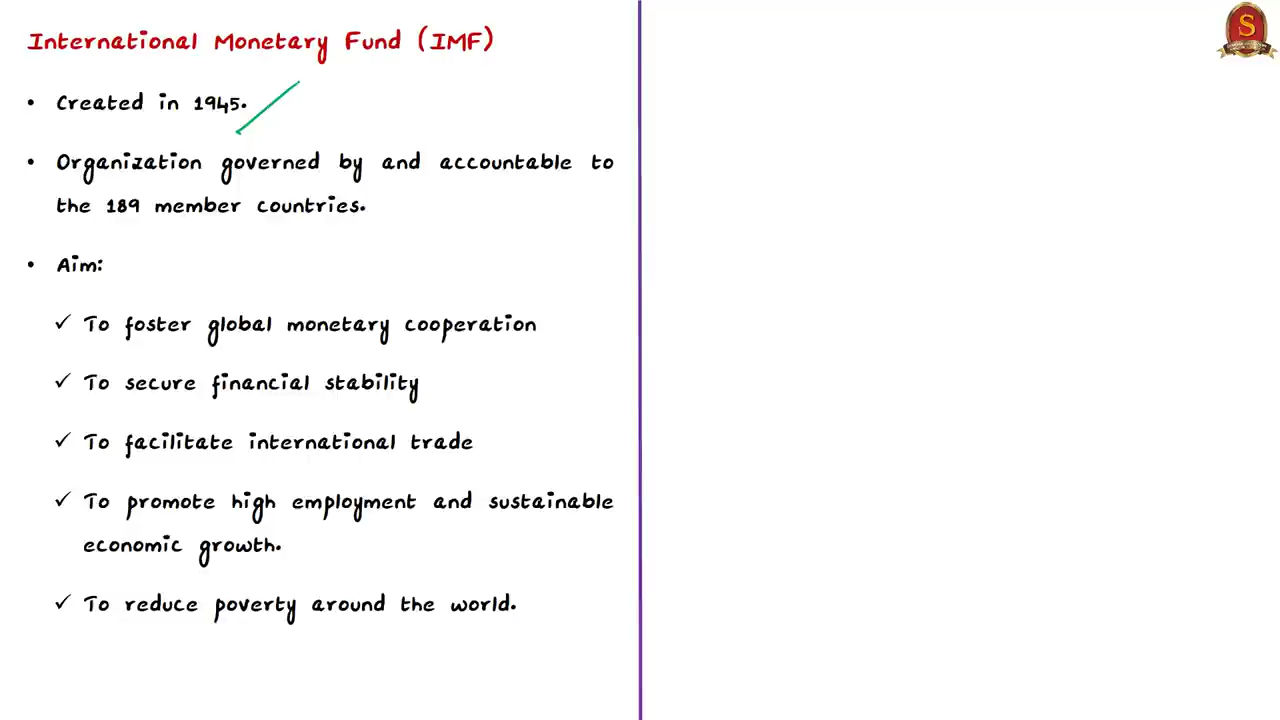 International Monetary Fund (IMF)
• Created in 1945.
• Organization governed by and accountable to
the 189 member countries.
• Aim:
✓ To foster global monetary cooperation
✓ To secure financial stability
✓ To facilitate international trade
✓ To promote high employment and sustainable
economic growth.
✓ To reduce poverty around the world.
S